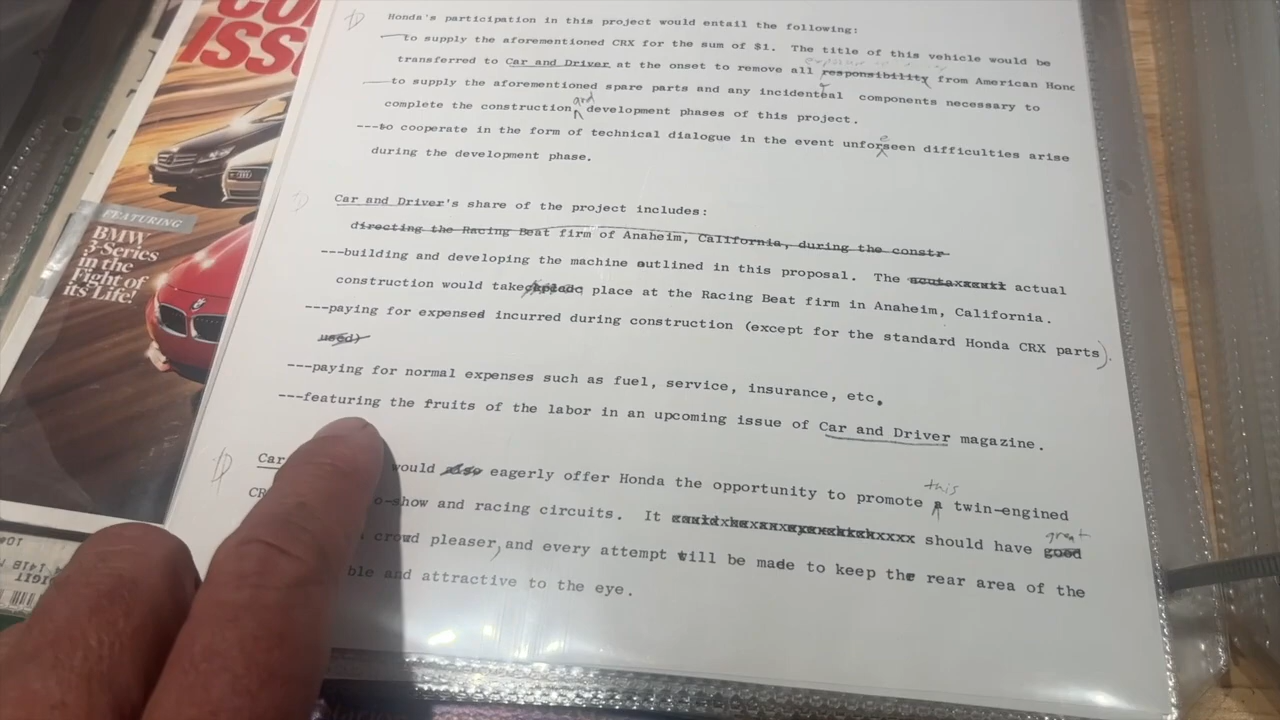 CO
ISS
FEATURING
BMW
3-Series
in the
Fight of
its Life!
Honda's participation in this project would entail the following:
to supply the aforementioned CRX for the sum of $1. The title of this vehicle would be
transferred to Car and Driver at the onset to remove all responsibility from American Hond
to supply the aforementioned spare parts and any incidental components necessary to
and
complete the construction development phases of this project.
---to cooperate in the form of technical dialogue in the event unforseen difficulties arise
e
during the development phase.
Car and Driver's share of the project includes:
directing the Racing Beat firm of Anaheim, California, during the constr
---building and developing the machine outlined in this proposal. The actual
construction would take place at the Racing Beat firm in Anaheim, California.
---paying for expensed incurred during construction (except for the standard Honda CRX parts).
used)
---paying for normal expenses such as fuel, service, insurance, etc.
---featuring the fruits of the labor in an upcoming issue of Car and Driver magazine.
this
Car would also eagerly offer Honda the opportunity to promote a twin-engined
CR o-show and racing circuits. It should have good
great
crowd pleaser, and every attempt will be made to keep the rear area of the
ble and attractive to the eye.